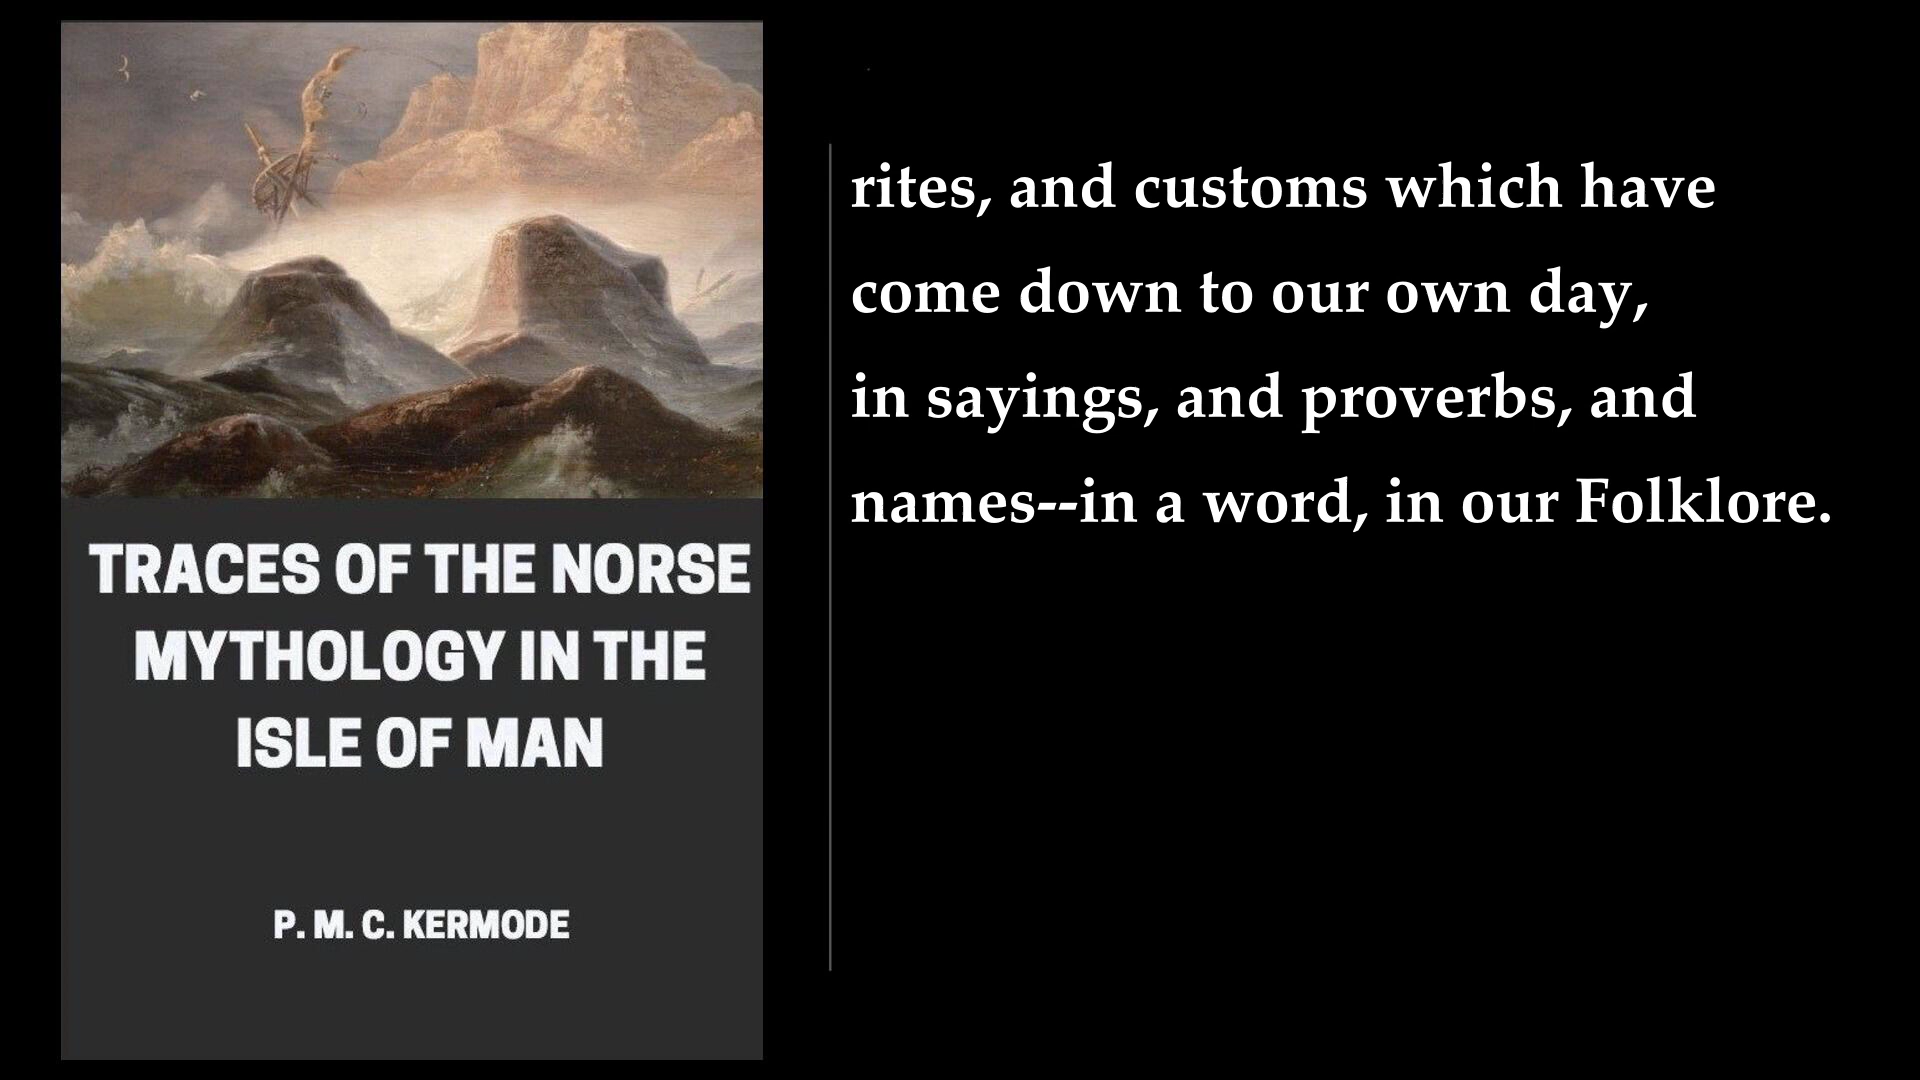 TRACES OF THE NORSE
MYTHOLOGY IN THE
ISLE OF MAN
P. M. C. KERMODE
rites, and customs which have
come down to our own day,
in sayings, and proverbs, and
names--in a word, in our Folklore.